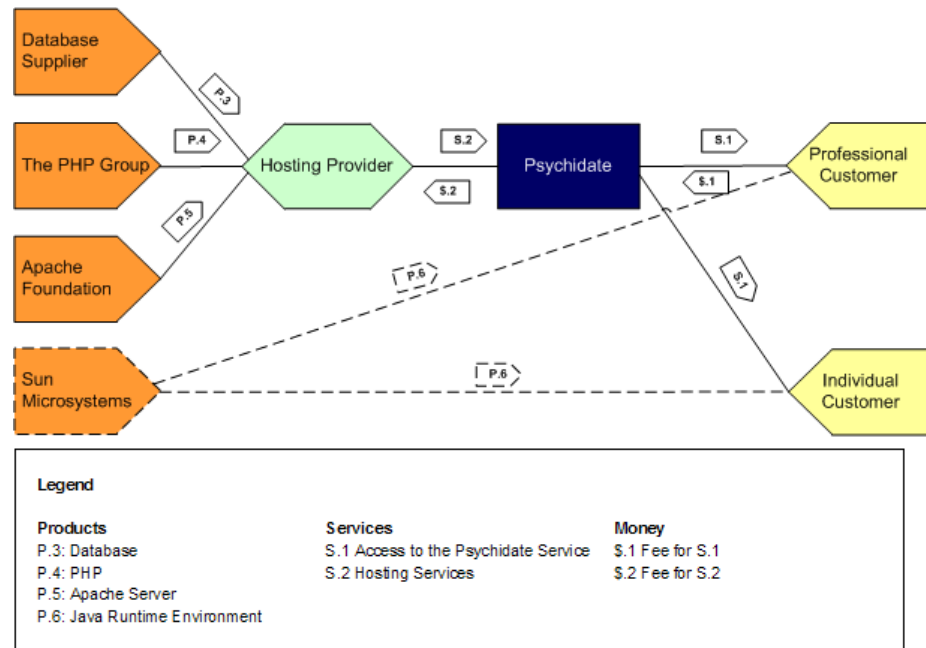 Database
Supplier
P.3
The PHP Group
P.4
Hosting Provider
S.2
$.2
Psychidate
S.1
$.1
Professional
Customer
P.5
Apache
Foundation
P.6
S.1
Sun
Microsystems
P.6
Individual
Customer
Legend
Products
P.3: Database
P.4: PHP
P.5: Apache Server
P.6: Java Runtime Environment
Services
S.1 Access to the Psychidate Service
S.2 Hosting Services
Money
$.1 Fee for S.1
$.2 Fee for S.2